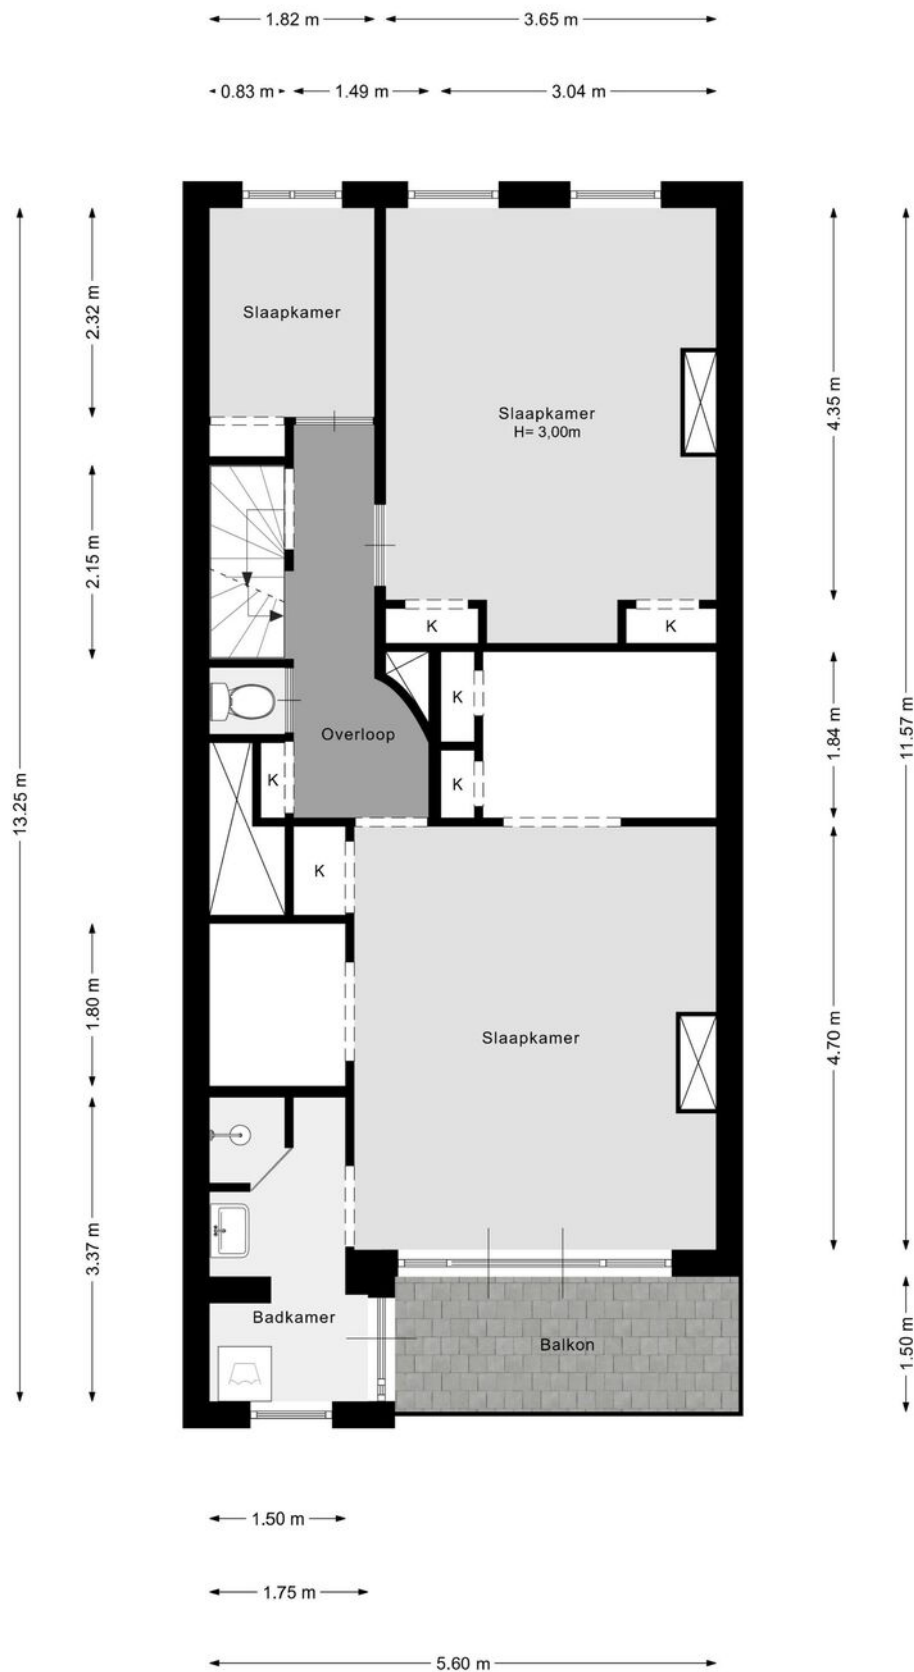 1.82 m
3.65 m
0.83 m
1.49 m
3.04 m
2.32 m
Slaapkamer
Slaapkamer
H= 3,00m
4.35 m
2.15 m
K
K
K
Overloop
1.84 m
11.57 m
13.25 m
K
K
K
1.80 m
Slaapkamer
4.70 m
3.37 m
Badkamer
Balkon
1.50 m
1.50 m
1.75 m
5.60 m